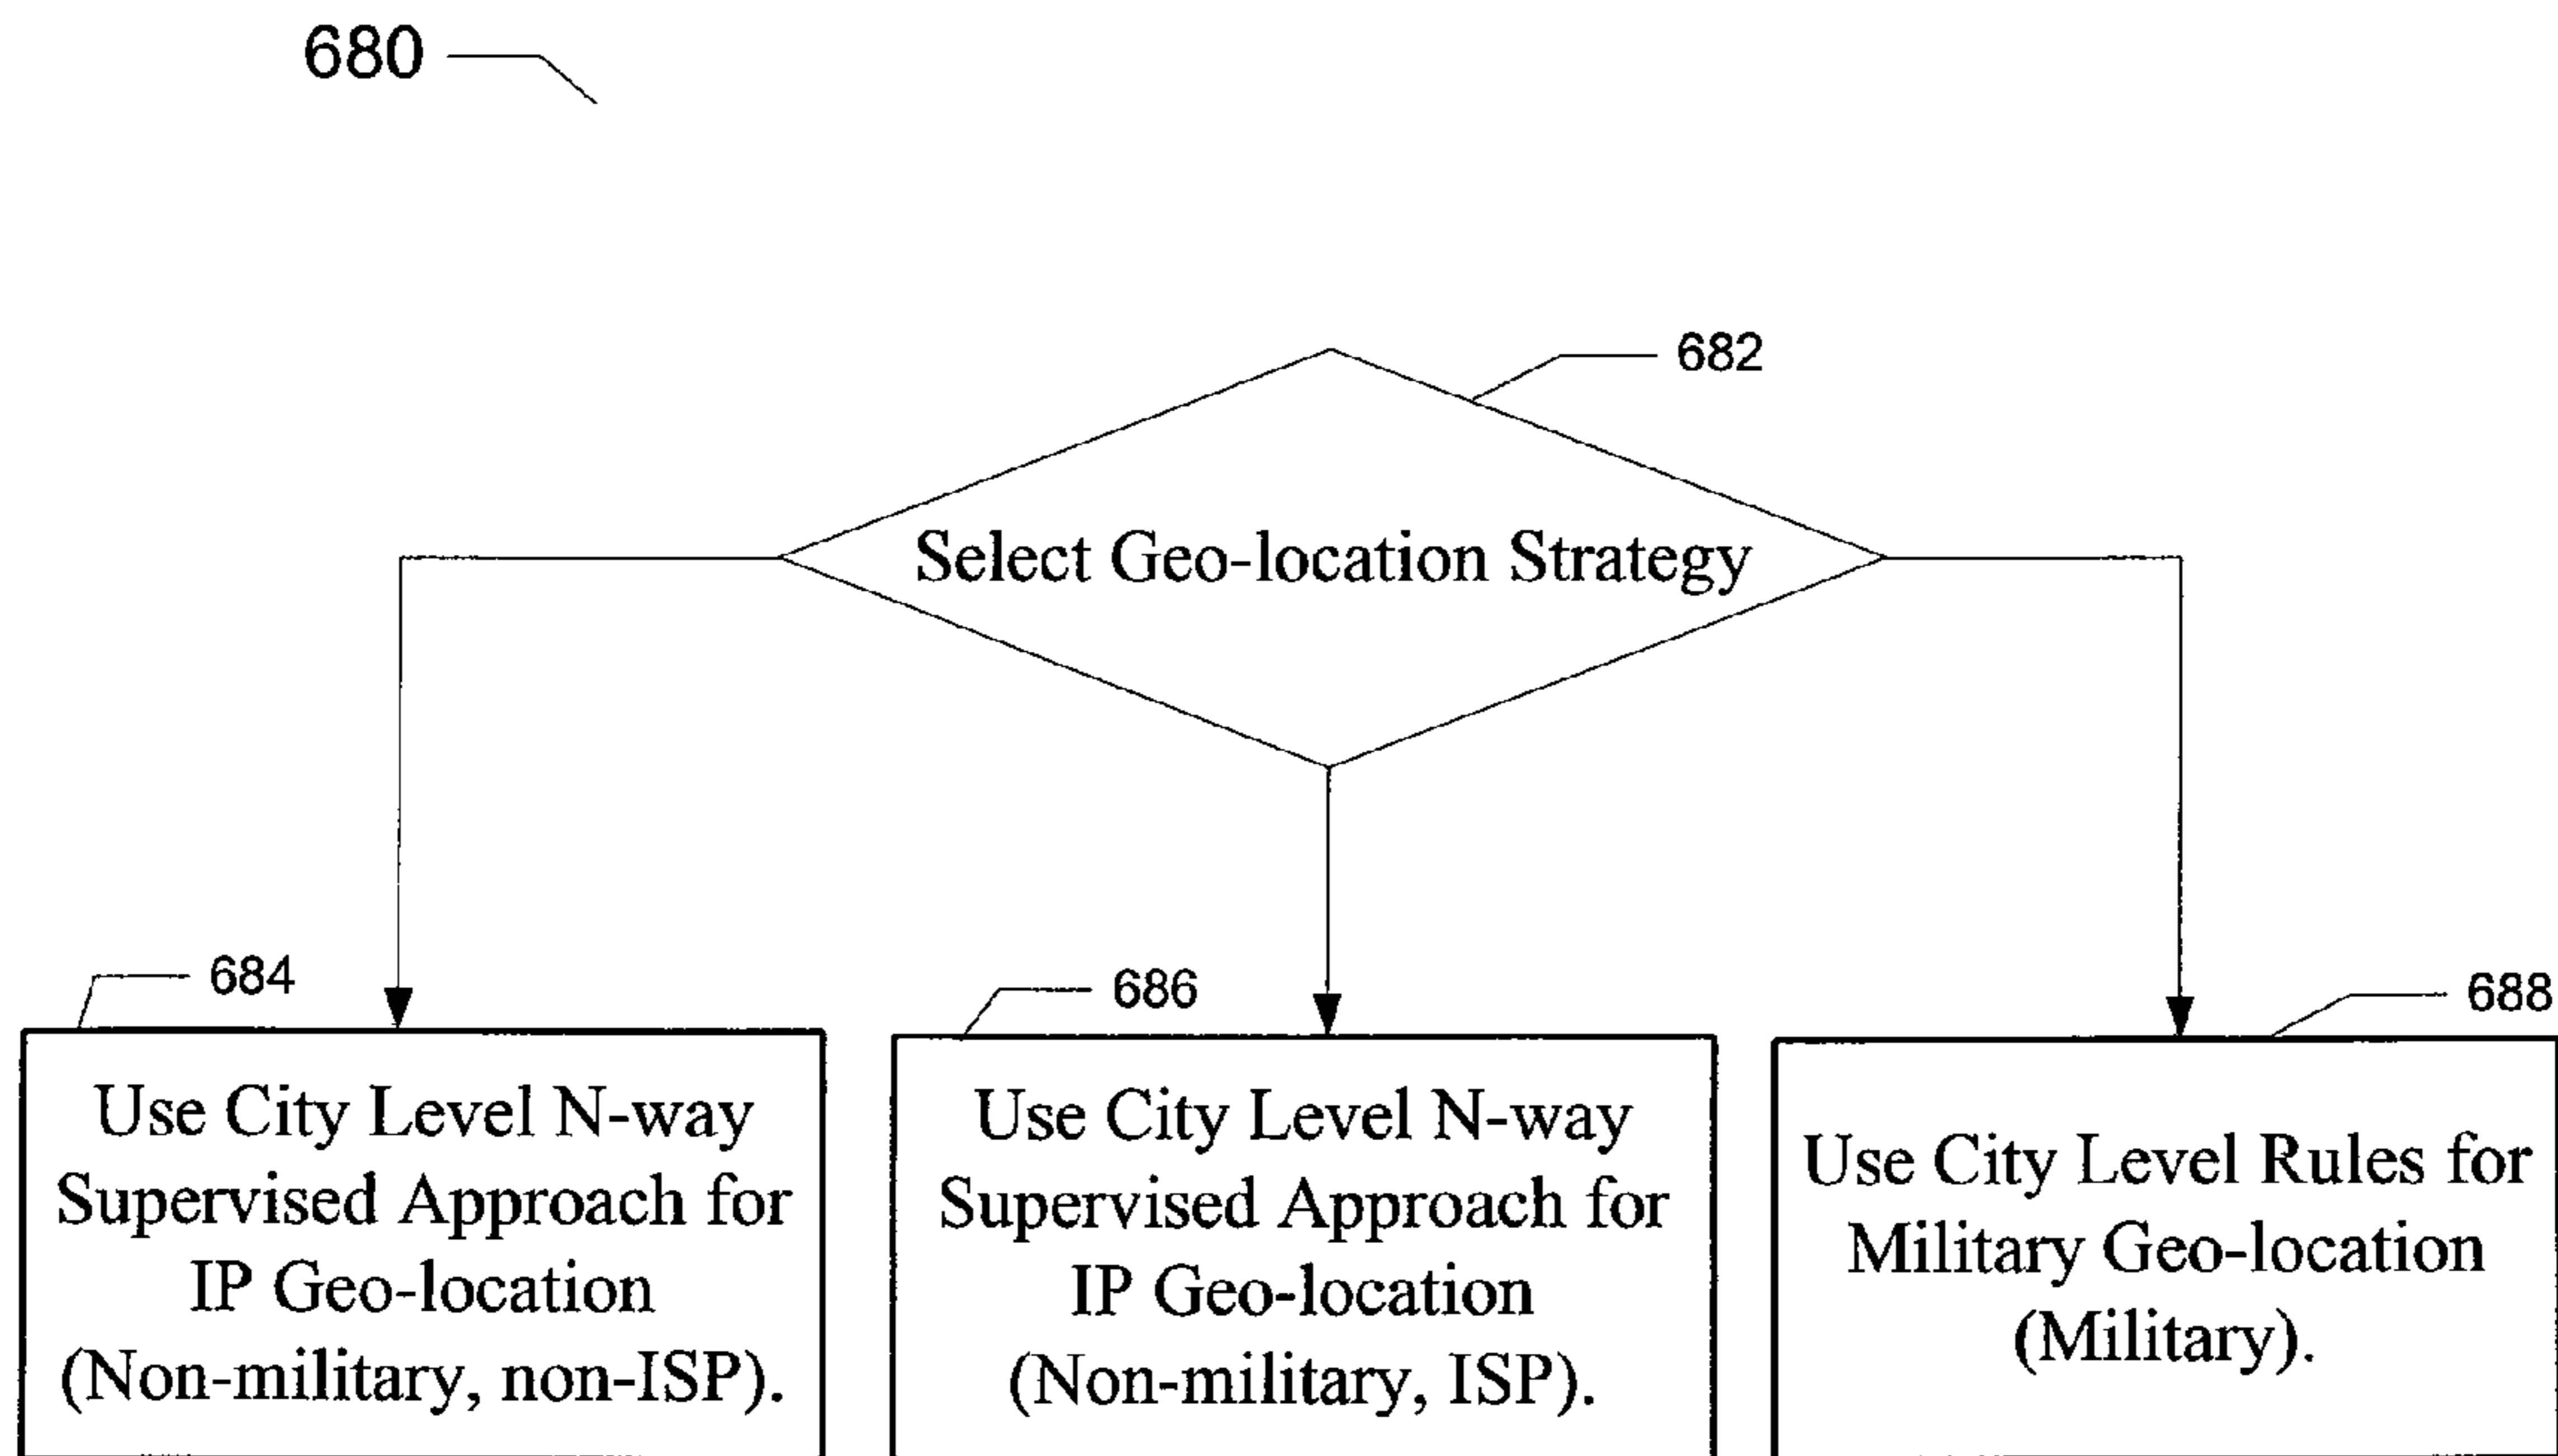 680
682
Select Geo-location Strategy
684
686
688
Use City Level N-way
Supervised Approach for
IP Geo-location
(Non-military, non-ISP).
Use City Level N-way
Supervised Approach for
IP Geo-location
(Non-military, ISP).
Use City Level Rules for
Military Geo-location
(Military).